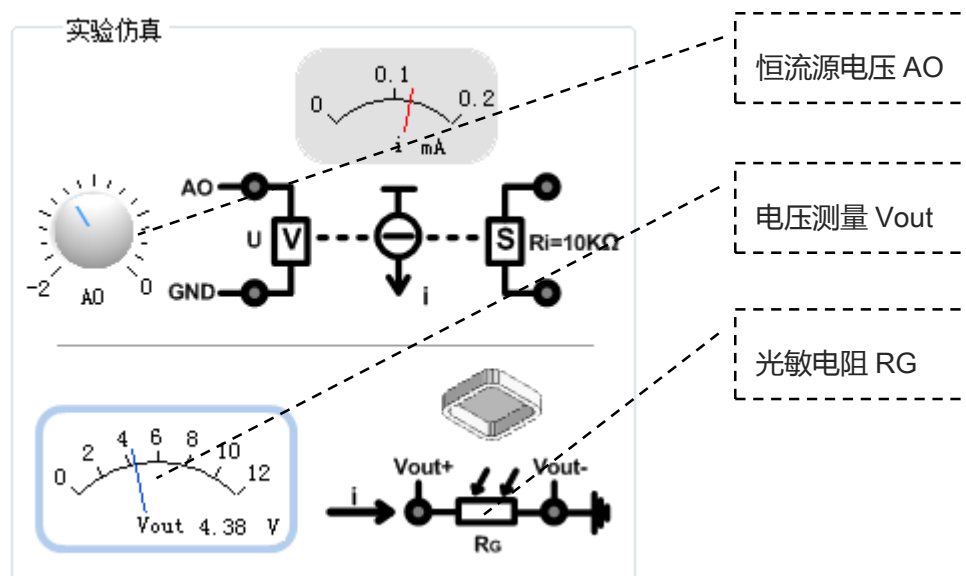 实验仿真
0 0.1 0.2
i mA
恒流源电压 AO
AO
U V
S Ri=10KΩ
GND
i
-2 AO 0
电压测量 Vout
光敏电阻 RG
0 2 4 6 8 10 12
Vout 4.38 V
Vout+ Vout-
i
RG